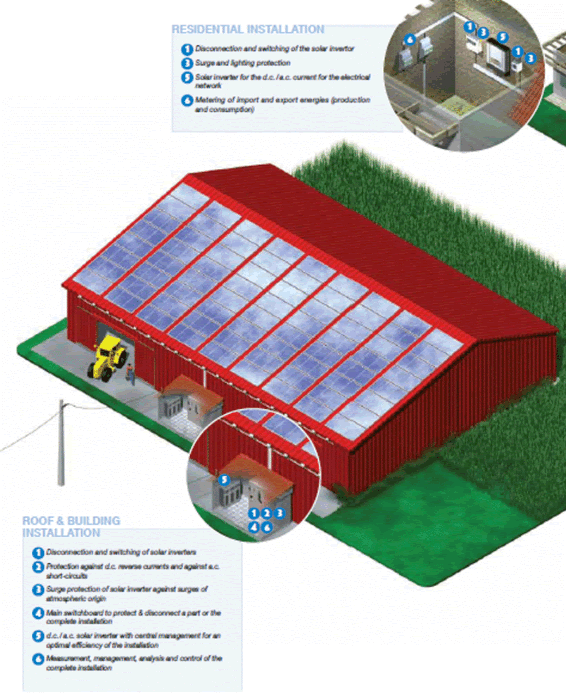 RESIDENTIAL INSTALLATION
1 Disconnection and switching of the solar invertor
3 Surge and lighting protection
5 Solar inverter for the d.c. / a.c. current for the electrical
network
6 Metering of import and export energies (production
and consumption)
6
1
3
5
1
3
5
1 2 3
4 6
ROOF & BUILDING
INSTALLATION
1 Disconnection and switching of solar inverters
2 Protection against d.c. reverse currents and against a.c.
short-circuits
3 Surge protection of solar inverter against surges of
atmospheric origin
4 Main switchboard to protect & disconnect a part or the
complete installation
5 d.c. / a.c. solar inverter with central management for an
optimal efficiency of the installation
6 Measurement, management, analysis and control of the
complete installation